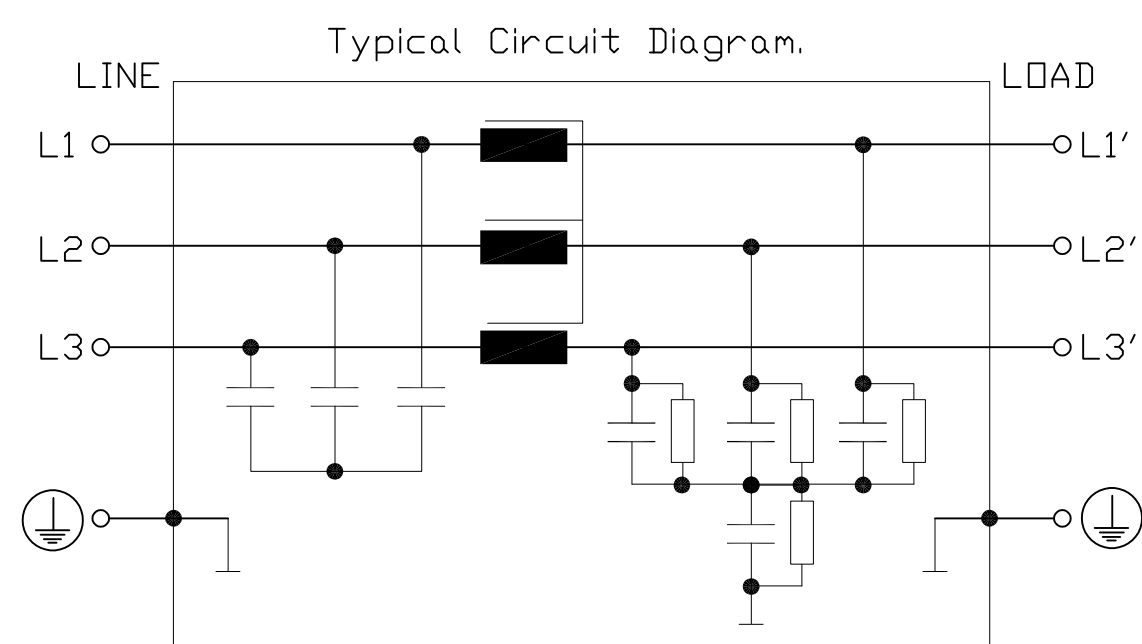 Typical Circuit Diagram.
LINE
LOAD
L1
L1′
L2
L2′
L3
L3′